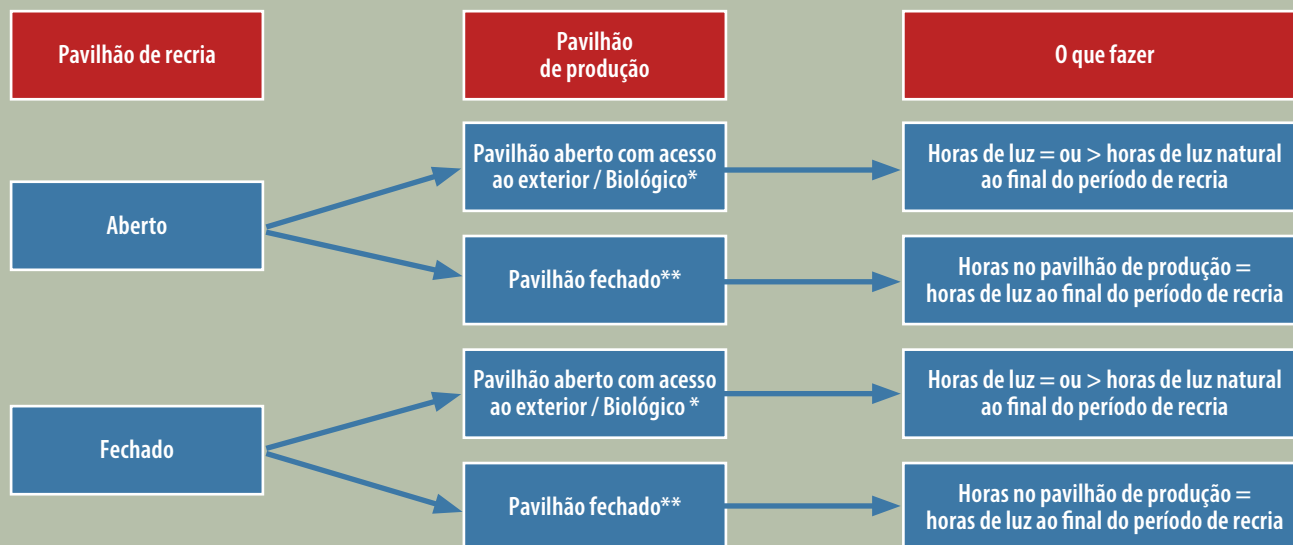 Pavilhão de recria
Pavilhão
de produção
O que fazer
Aberto
Pavilhão aberto com acesso
ao exterior / Biológico*
Horas de luz = ou > horas de luz natural
ao final do período de recria
Pavilhão fechado**
Horas no pavilhão de produção =
horas de luz ao final do período de recria
Fechado
Pavilhão aberto com acesso
ao exterior / Biológico *
Horas de luz = ou > horas de luz natural
ao final do período de recria
Pavilhão fechado**
Horas no pavilhão de produção =
horas de luz ao final do período de recria